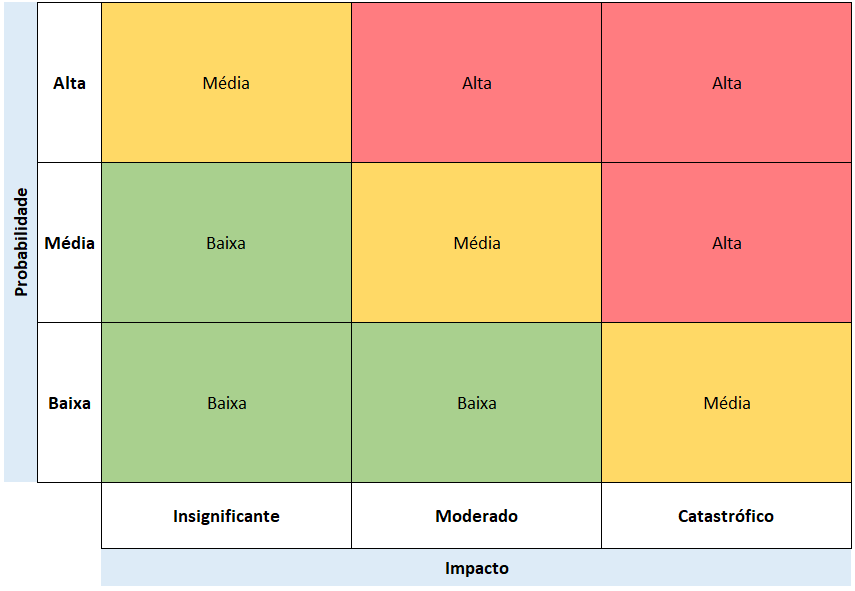 Probabilidade
Alta
Média
Alta
Alta
Média
Baixa
Média
Alta
Baixa
Baixa
Baixa
Média
Insignificante
Moderado
Catastrófico
Impacto